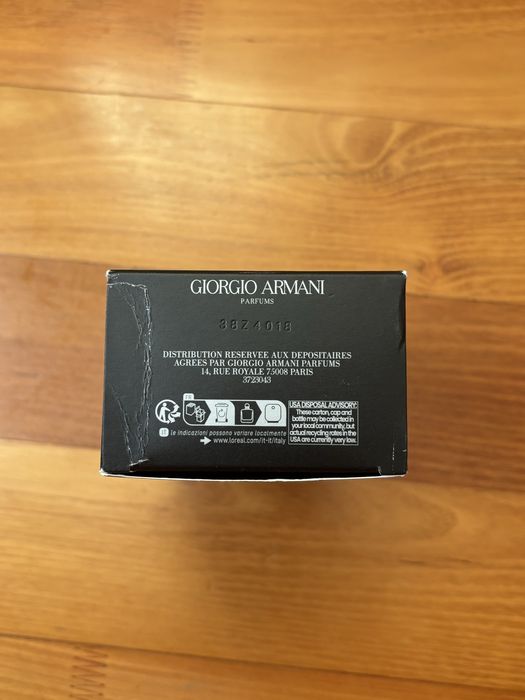 GIORGIO ARMANI
PARFUMS
38Z4018
DISTRIBUTION RESERVEE AUX DEPOSITAIRES
AGREES PAR GIORGIO ARMANI PARFUMS
14, RUE ROYALE 75008 PARIS
3723043
FR
IT le indicazioni possono variare localmente
www.loreal.com/it-it/italy
USA DISPOSAL ADVISORY:
These carton, cap and
bottle may be collected in
your local community, but
actual recycling rates in the
USA are currently very low.